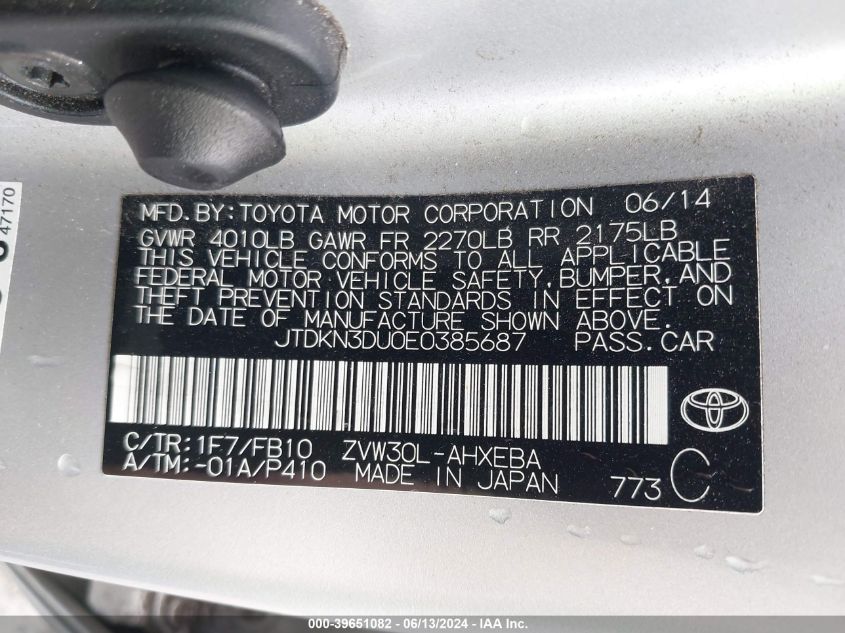 47170
MFD. BY: TOYOTA MOTOR CORPORATION 06/14
GVWR 4010LB GAWR FR 2270LB RR 2175LB
THIS VEHICLE CONFORMS TO ALL APPLICABLE
FEDERAL MOTOR VEHICLE SAFETY, BUMPER, AND
THEFT PREVENTION STANDARDS IN EFFECT ON
THE DATE OF MANUFACTURE SHOWN ABOVE.
JTDKN3DU0E0385687 PASS. CAR
C/TR: 1F7/FB10 ZVW30L-AHXEBA
A/TM: -01A/P410 MADE IN JAPAN 773 C
000-39651082 - 06/13/2024 - IAA Inc.